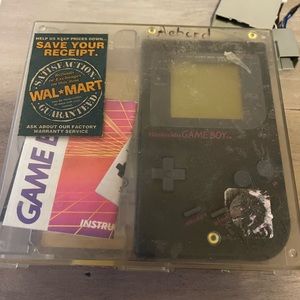 HELP US KEEP PRICES DOWN.
SAVE YOUR
RECEIPT.
SATISFACTION
WAL★MART
GUARANTEED
ASK ABOUT OUR FACTORY
WARRANTY SERVICE
Nintendo GAME BOY
GAME B
INSTRU